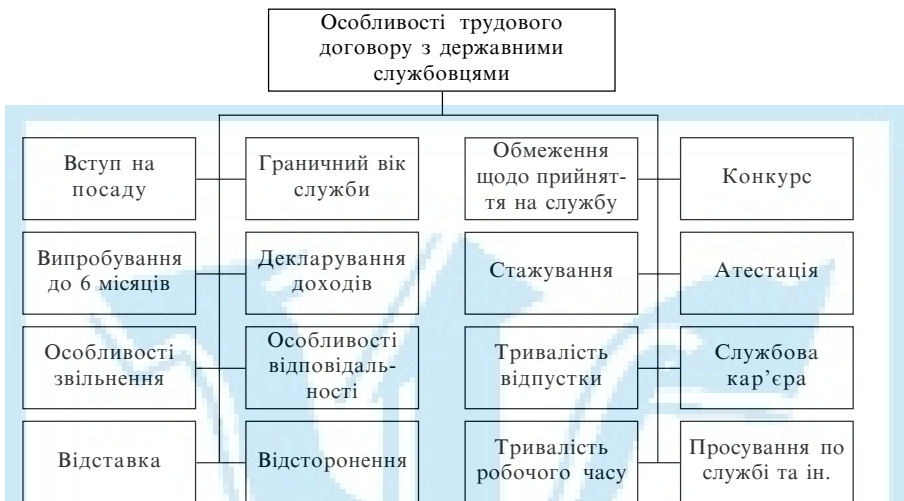 Особливості трудового
договору з державними
службовцями
Вступ на
посаду
Граничний вік
служби
Обмеження
щодо прийнят-
тя на службу
Конкурс
Випробування
до 6 місяців
Декларування
доходів
Стажування
Атестація
Особливості
звільнення
Особливості
відповідаль-
ності
Тривалість
відпустки
Службова
кар’єра
Відставка
Відсторонення
Тривалість
робочого часу
Просування по
службі та ін.